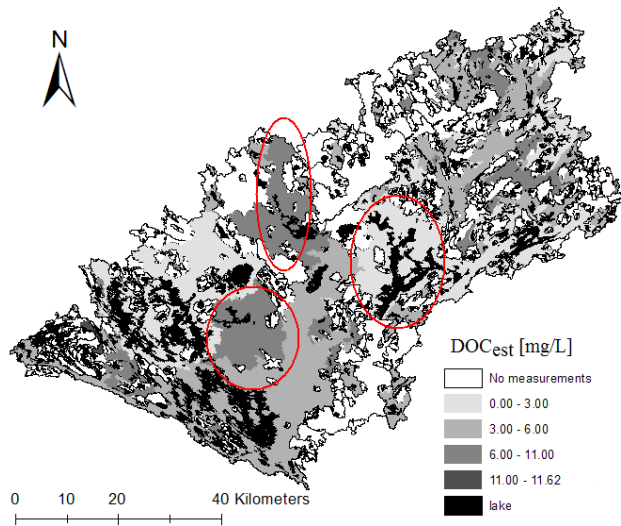 N
DOCest [mg/L]
No measurements
0.00 - 3.00
3.00 - 6.00
6.00 - 11.00
11.00 - 11.62
lake
0 10 20 40 Kilometers